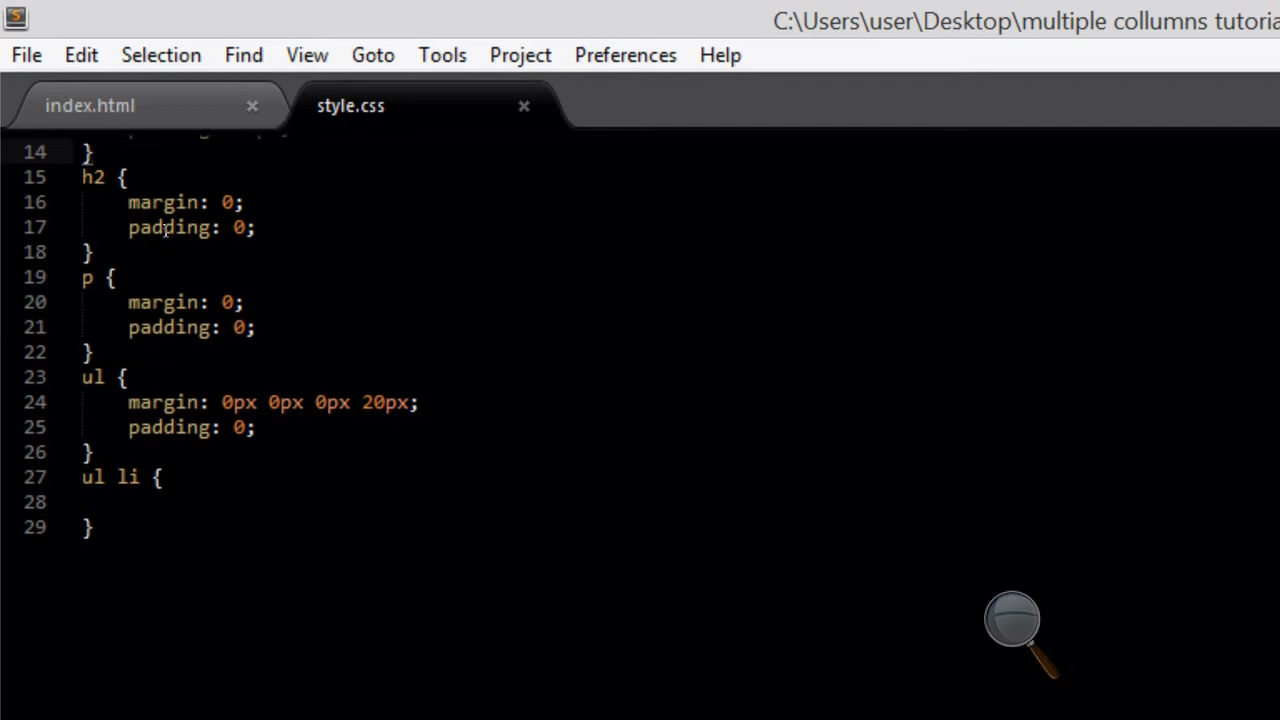 C:\Users\user\Desktop\multiple collumns tutoria
File Edit Selection Find View Goto Tools Project Preferences Help
index.html × style.css ×
14 }
15 h2 {
16 margin: 0;
17 padding: 0;
18 }
19 p {
20 margin: 0;
21 padding: 0;
22 }
23 ul {
24 margin: 0px 0px 0px 20px;
25 padding: 0;
26 }
27 ul li {
28
29 }